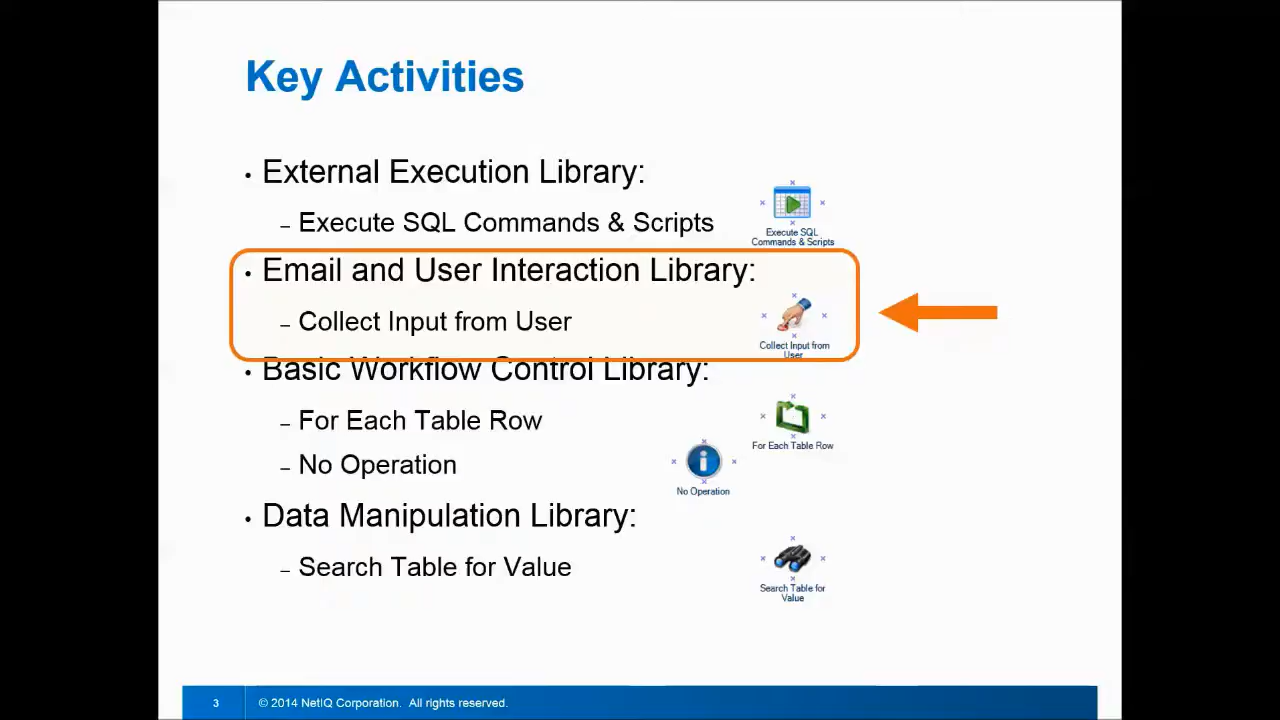 Key Activities
• External Execution Library:
– Execute SQL Commands & Scripts
Execute SQL
Commands & Scripts
• Email and User Interaction Library:
– Collect Input from User
Collect Input from
User
• Basic Workflow Control Library:
– For Each Table Row
For Each Table Row
– No Operation
No Operation
• Data Manipulation Library:
– Search Table for Value
Search Table for
Value
3
© 2014 NetIQ Corporation. All rights reserved.